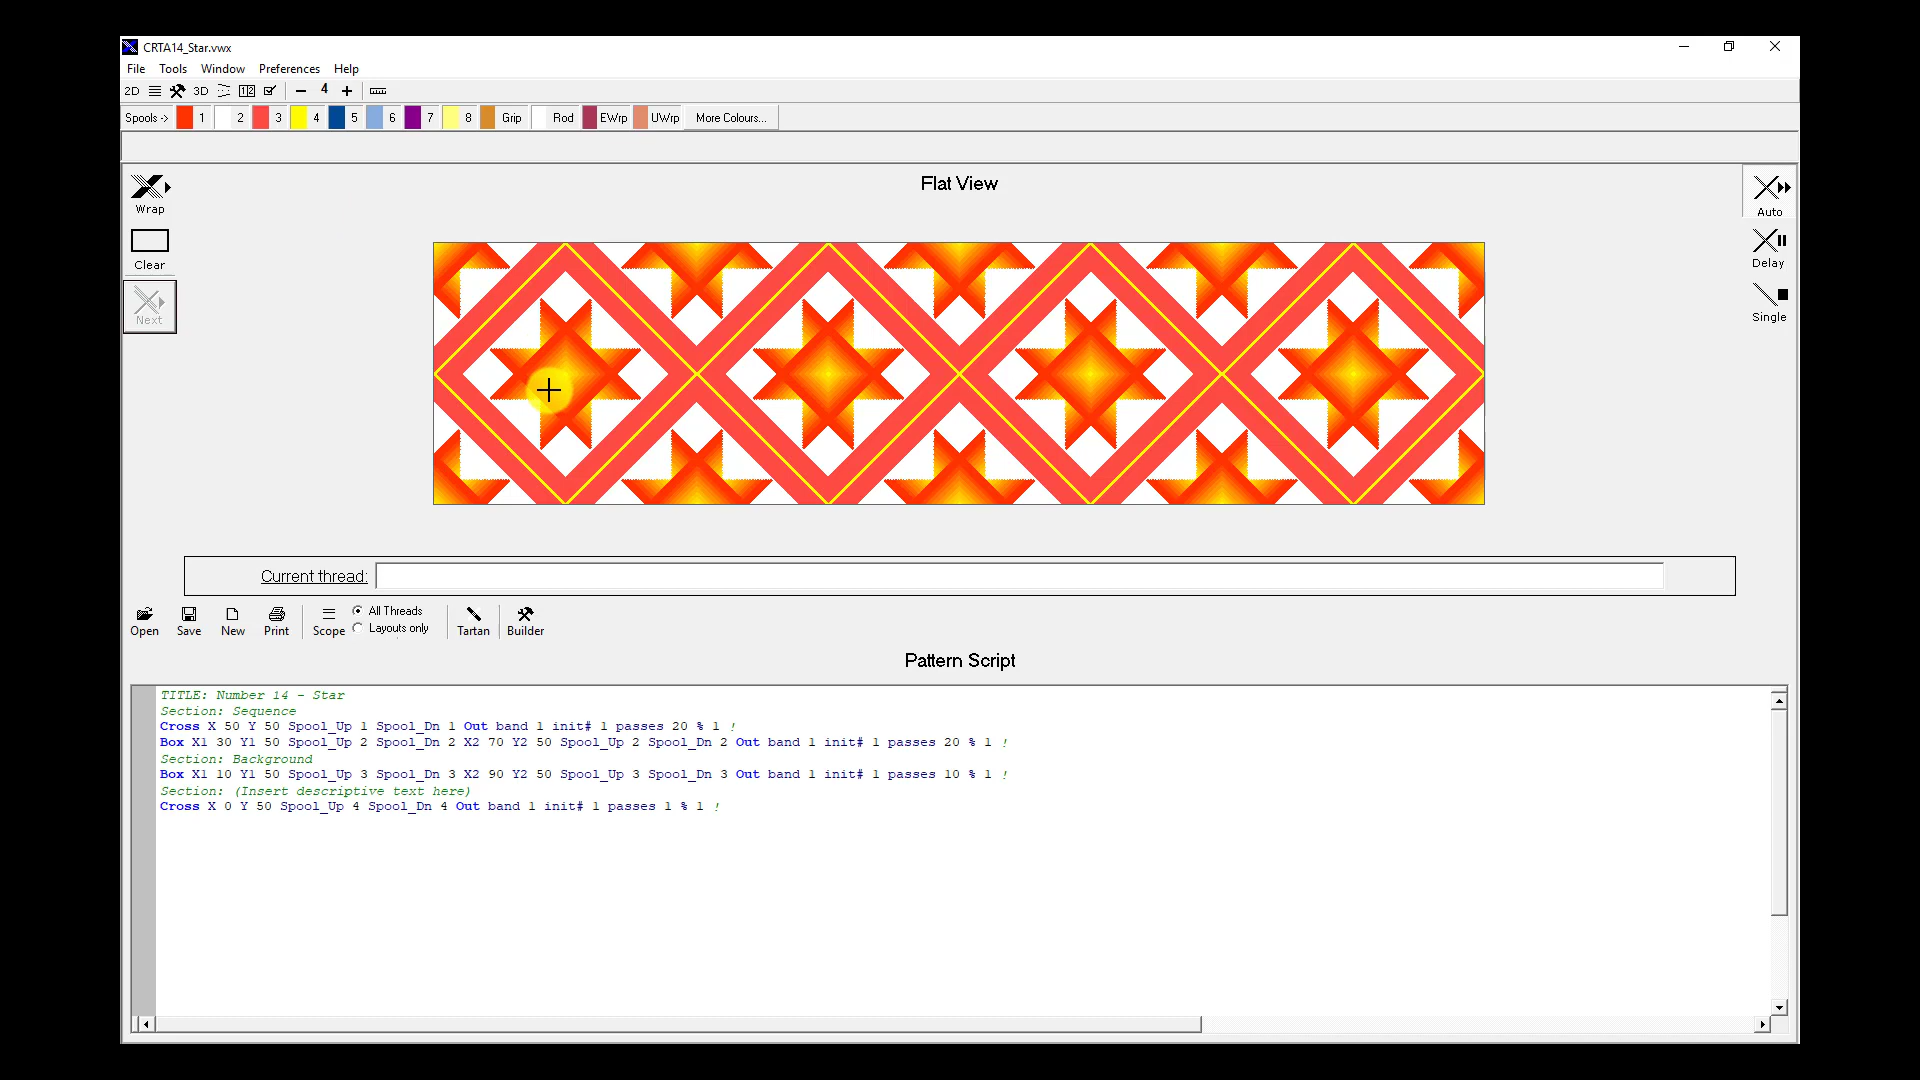 CRTA14_Star.vwx
File Tools Window Preferences Help
2D 3D 1 2 4
Spools -> 1 2 3 4 5 6 7 8 Grip Rod EWrp UWrp More Colours...
Flat View
Wrap
Auto
Clear
Delay
Next
Single
Current thread:
Open Save New Print Scope All Threads Layouts only Tartan Builder
Pattern Script
TITLE: Number 14 - Star
Section: Sequence
Cross X 50 Y 50 Spool_Up 1 Spool_Dn 1 Out band 1 init# 1 passes 20 % 1 !
Box X1 30 Y1 50 Spool_Up 2 Spool_Dn 2 X2 70 Y2 50 Spool_Up 2 Spool_Dn 2 Out band 1 init# 1 passes 20 % 1 !
Section: Background
Box X1 10 Y1 50 Spool_Up 3 Spool_Dn 3 X2 90 Y2 50 Spool_Up 3 Spool_Dn 3 Out band 1 init# 1 passes 10 % 1 !
Section: (Insert descriptive text here)
Cross X 0 Y 50 Spool_Up 4 Spool_Dn 4 Out band 1 init# 1 passes 1 % 1 !